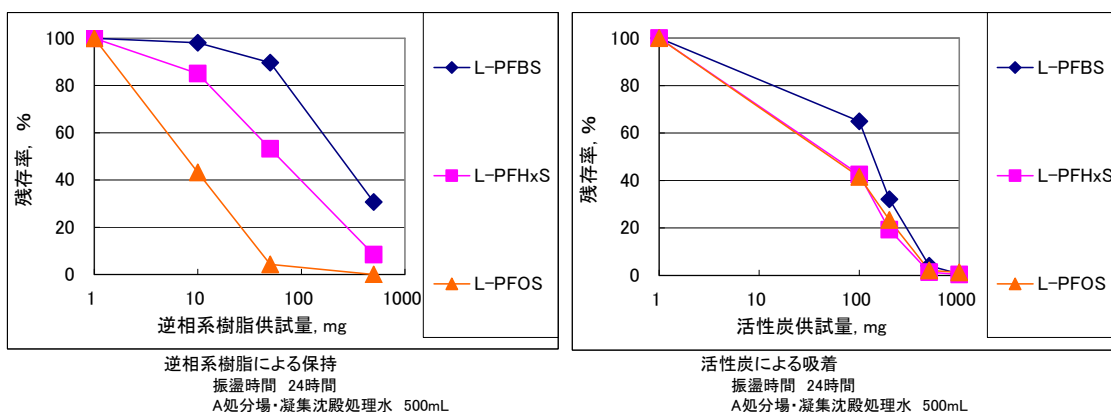 100
80
60
40
20
0
残存率, %
1
10
100
1000
逆相系樹脂供試量, mg
L-PFBS
L-PFHxS
L-PFOS
逆相系樹脂による保持
振盪時間 24時間
A処分場・凝集沈殿処理水 500mL
100
80
60
40
20
0
残存率, %
1
10
100
1000
活性炭供試量, mg
L-PFBS
L-PFHxS
L-PFOS
活性炭による吸着
振盪時間 24時間
A処分場・凝集沈殿処理水 500mL